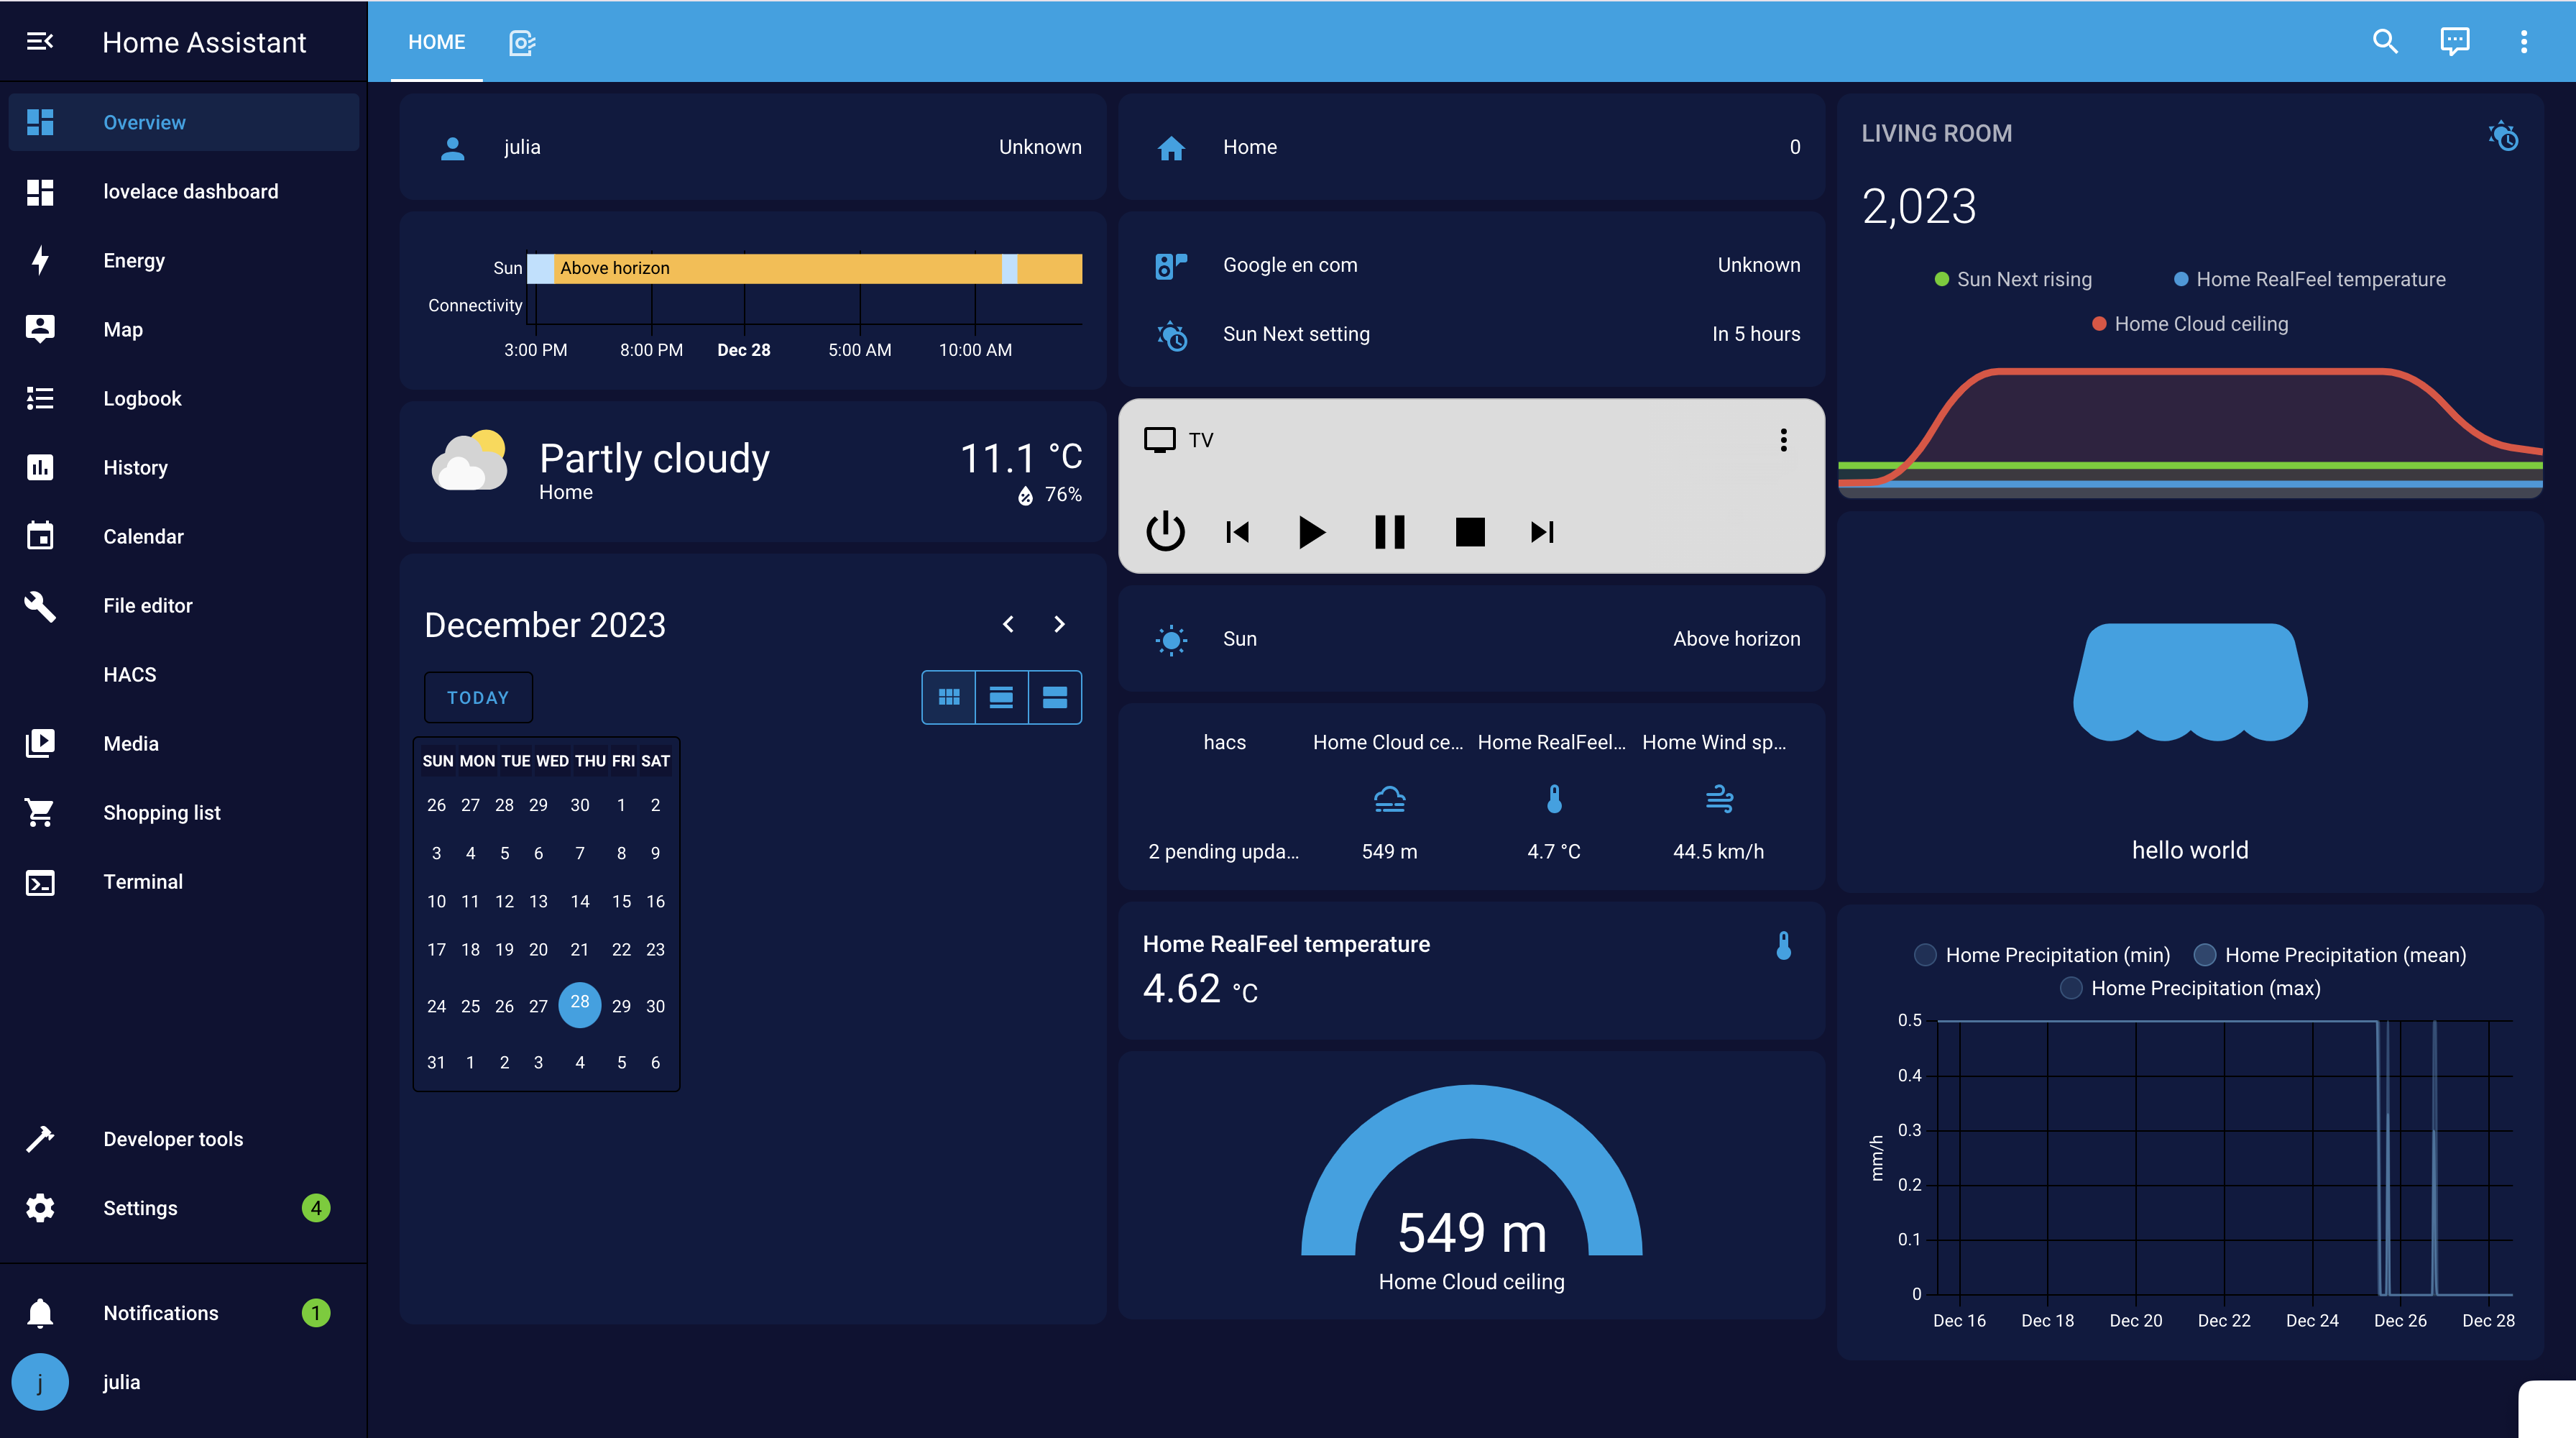 Home Assistant
HOME
Overview
lovelace dashboard
Energy
Map
Logbook
History
Calendar
File editor
HACS
Media
Shopping list
Terminal
Developer tools
Settings 4
Notifications 1
j julia
julia Unknown
Sun Above horizon
Connectivity
3:00 PM 8:00 PM Dec 28 5:00 AM 10:00 AM
Partly cloudy 11.1 °C
Home 76%
December 2023
TODAY
SUN MON TUE WED THU FRI SAT
26 27 28 29 30 1 2
3 4 5 6 7 8 9
10 11 12 13 14 15 16
17 18 19 20 21 22 23
24 25 26 27 28 29 30
31 1 2 3 4 5 6
Home 0
Google en com Unknown
Sun Next setting In 5 hours
TV
Sun Above horizon
hacs Home Cloud ce... Home RealFeel... Home Wind sp...
2 pending upda... 549 m 4.7 °C 44.5 km/h
Home RealFeel temperature
4.62 °C
549 m
Home Cloud ceiling
LIVING ROOM
2,023
Sun Next rising Home RealFeel temperature
Home Cloud ceiling
hello world
Home Precipitation (min) Home Precipitation (mean)
Home Precipitation (max)
mm/h
0.5
0.4
0.3
0.2
0.1
0
Dec 16 Dec 18 Dec 20 Dec 22 Dec 24 Dec 26 Dec 28